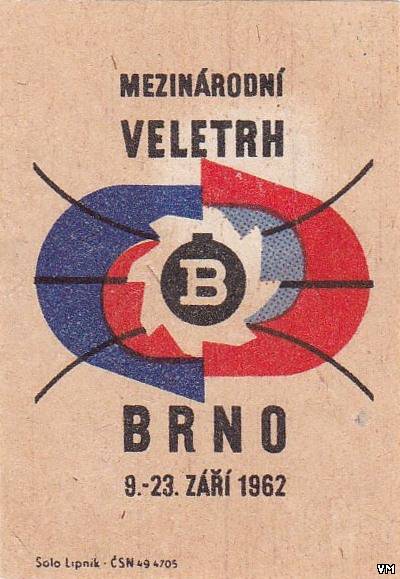 MEZINÁRODNÍ
VELETRH
B
BRNO
9.-23. ZÁŘÍ 1962
Solo Lipník · ČSN 49 4705
VM